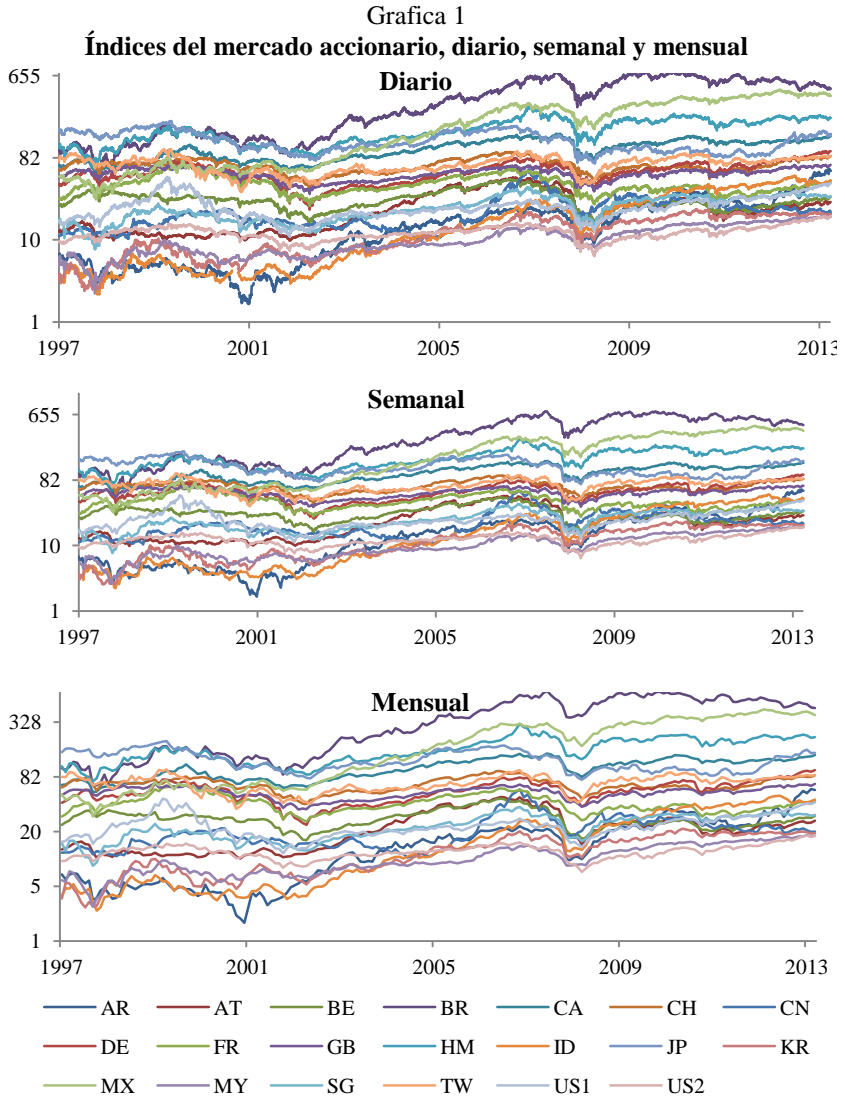 Grafica 1
Índices del mercado accionario, diario, semanal y mensual
Diario
655
82
10
1
1997 2001 2005 2009 2013
Semanal
655
82
10
1
1997 2001 2005 2009 2013
Mensual
328
82
20
5
1
1997 2001 2005 2009 2013
AR AT BE BR CA CH CN
DE FR GB HM ID JP KR
MX MY SG TW US1 US2